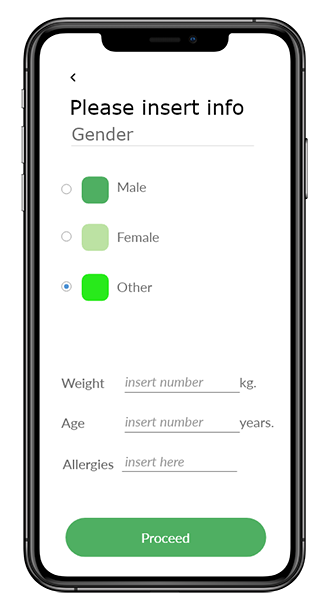 Please insert info
Gender
Male
Female
Other
Weight insert number kg.
Age insert number years.
Allergies insert here
Proceed